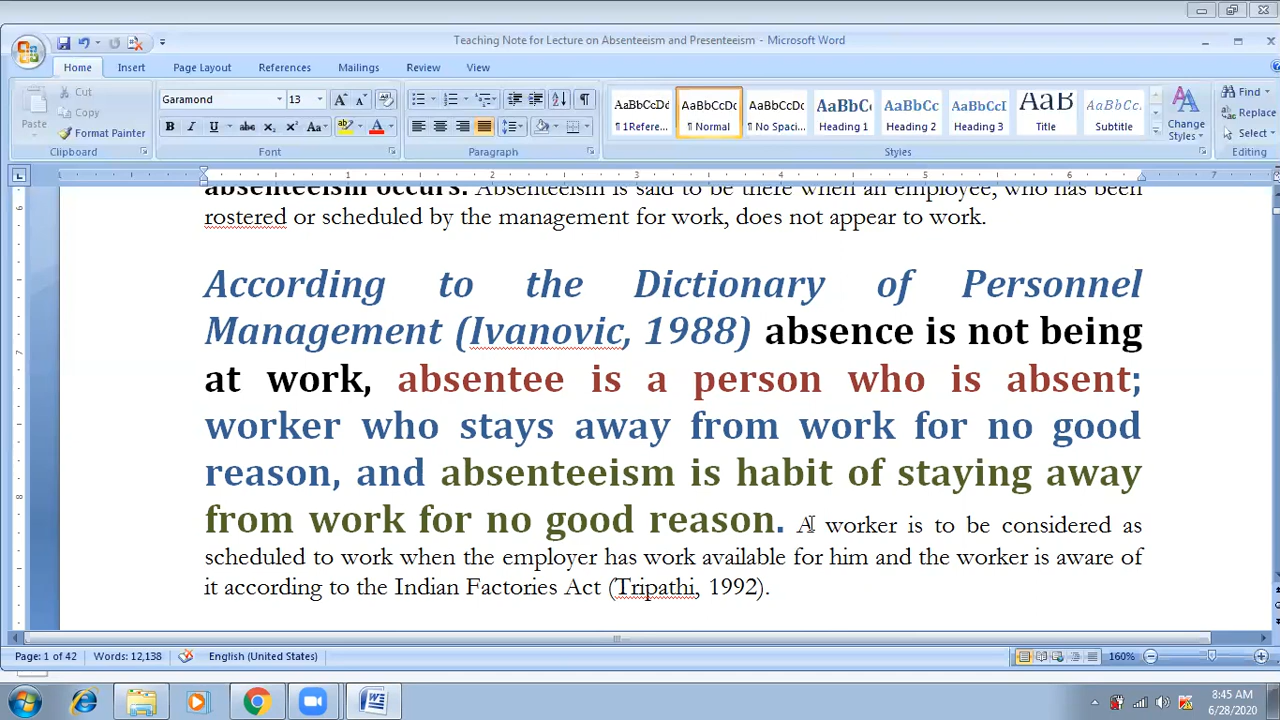 Teaching Note for Lecture on Absenteeism and Presenteeism - Microsoft Word
Home Insert Page Layout References Mailings Review View
Paste
Cut
Copy
Format Painter
Clipboard
Garamond 13
Font
Paragraph
AaBbCcDd AaBbCcDc AaBbCcDc AaBbC AaBbCc AaBbCcI AaB AaBbCc.
¶ 1Refere... ¶ Normal ¶ No Spaci... Heading 1 Heading 2 Heading 3 Title Subtitle
Change Styles
Styles
Find
Replace
Select
Editing
absenteeism occurs. Absenteeism is said to be there when an employee, who has been
rostered or scheduled by the management for work, does not appear to work.
According to the Dictionary of Personnel
Management (Ivanovic, 1988) absence is not being
at work, absentee is a person who is absent;
worker who stays away from work for no good
reason, and absenteeism is habit of staying away
from work for no good reason. A worker is to be considered as
scheduled to work when the employer has work available for him and the worker is aware of
it according to the Indian Factories Act (Tripathi, 1992).
Page: 1 of 42 Words: 12,138 English (United States) 160%
8:45 AM
6/28/2020